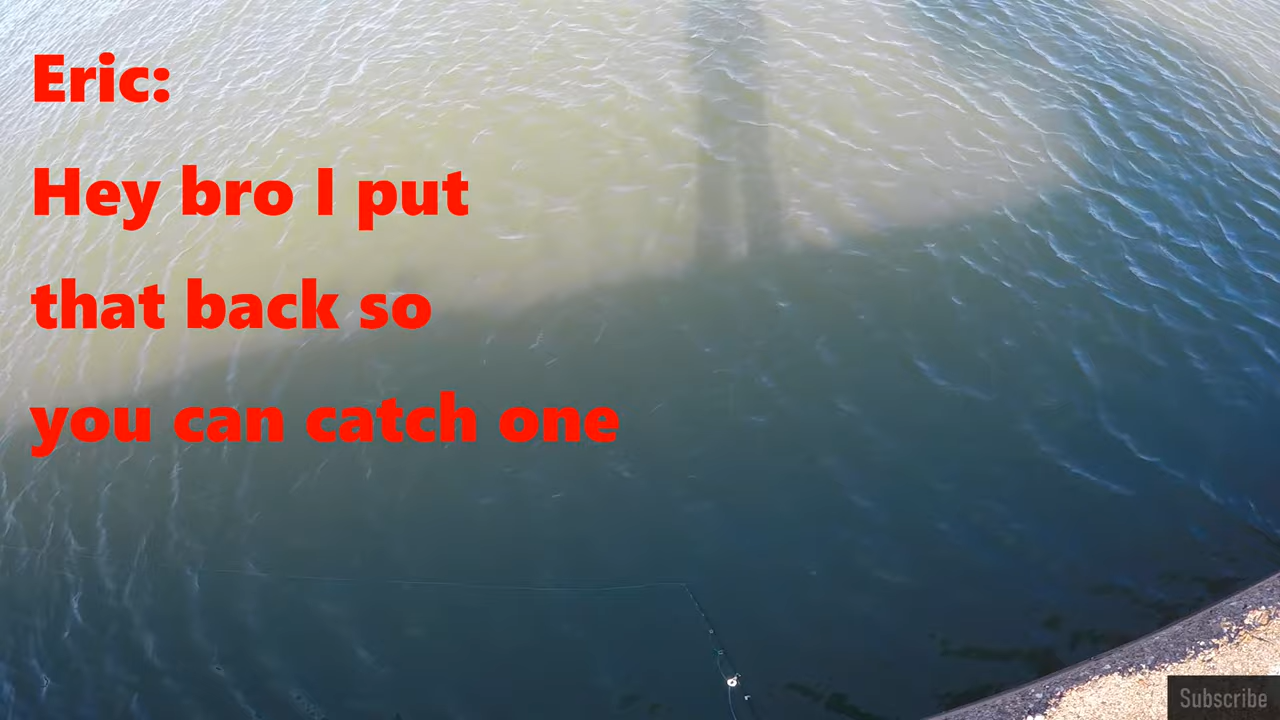 Eric:
Hey bro I put
that back so
you can catch one
Subscribe